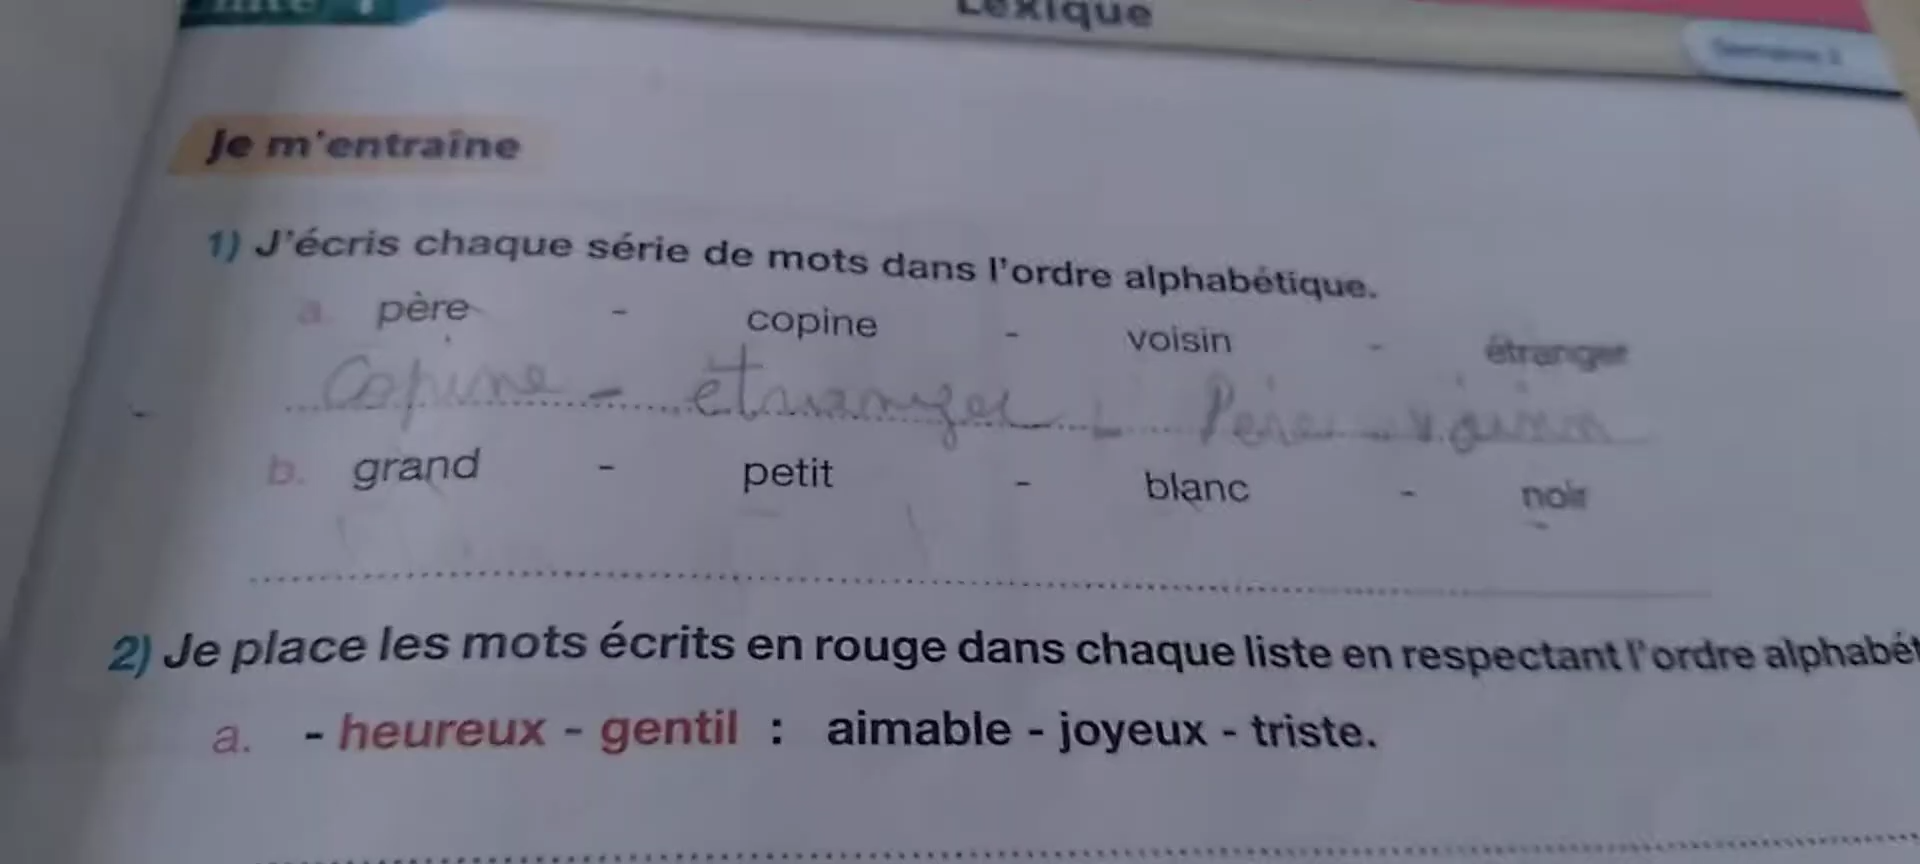 Lexique
Je m'entraîne
1) J'écris chaque série de mots dans l'ordre alphabétique.
a. père - copine - voisin - étranger
Copine - étranger - Père - voisin
b. grand - petit - blanc - noir
2) Je place les mots écrits en rouge dans chaque liste en respectant l'ordre alphabét
a. - heureux - gentil : aimable - joyeux - triste.